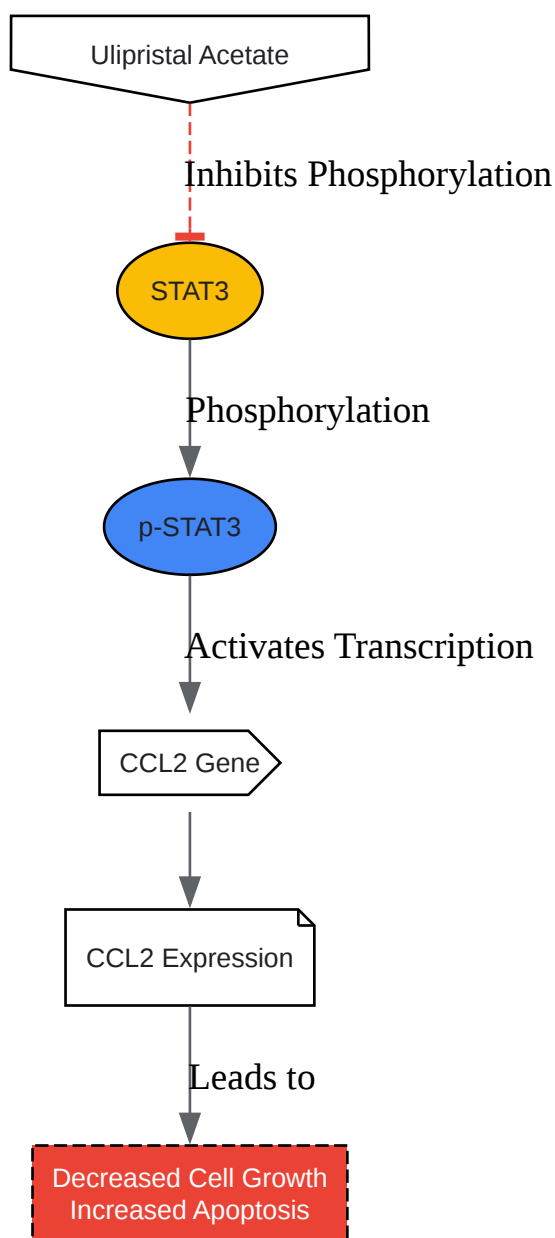 Ulipristal Acetate
Inhibits Phosphorylation
STAT3
Phosphorylation
p-STAT3
Activates Transcription
CCL2 Gene
CCL2 Expression
Leads to
Decreased Cell Growth
Increased Apoptosis